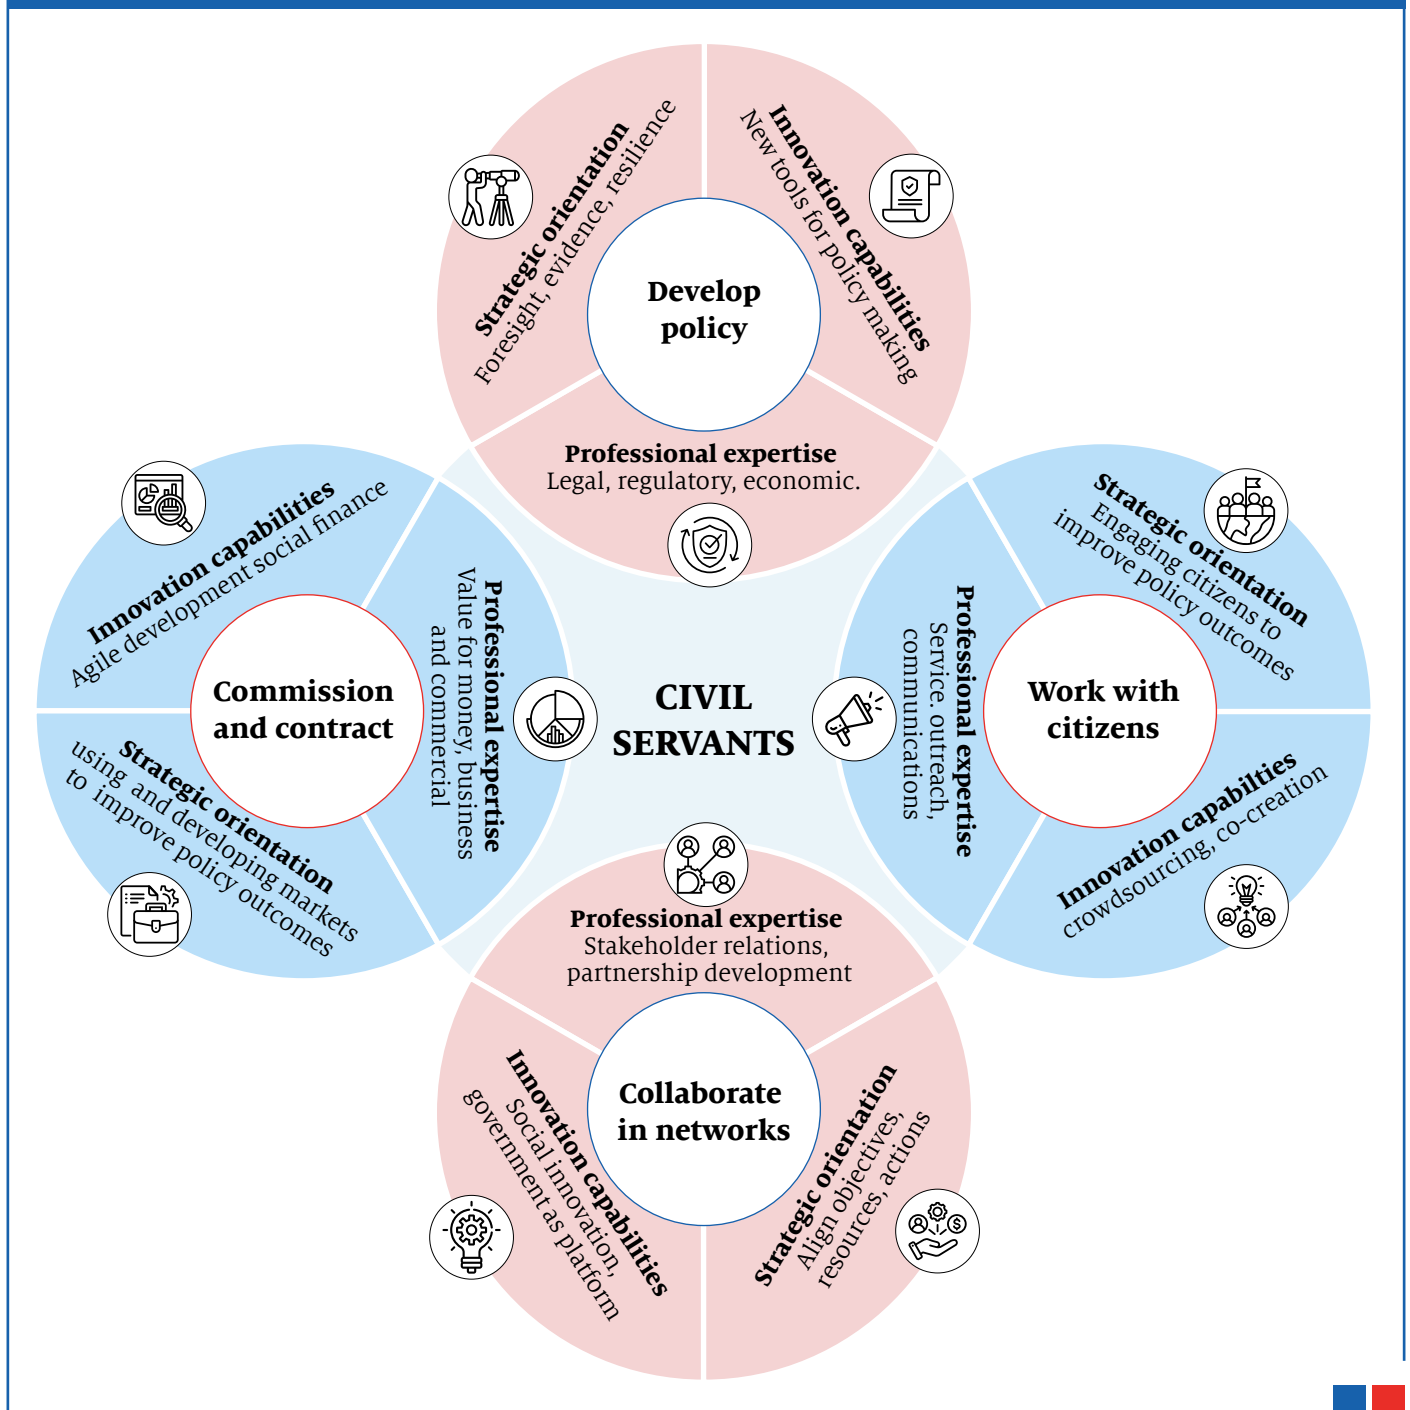 Strategic orientation
Foresight, evidence, resilience
Innovation capabilities
New tools for policy making
Develop
policy
Professional expertise
Legal, regulatory, economic.
Innovation capabilities
Agile development social finance
Commission
and contract
Professional expertise
Value for money, business
and commercial
Strategic orientation
using and developing markets
to improve policy outcomes
CIVIL
SERVANTS
Strategic orientation
Engaging citizens to
improve policy outcomes
Work with
citizens
Professional expertise
Service. outreach,
communications
Innovation capabilties
crowdsourcing, co-creation
Professional expertise
Stakeholder relations,
partnership development
Collaborate
in networks
Innovation capabilities
Social innovation,
government as platform
Strategic orientation
Align objectives,
resources, actions